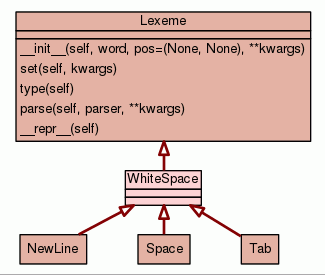 Lexeme
__init__(self, word, pos=(None, None), **kwargs)
set(self, kwargs)
type(self)
parse(self, parser, **kwargs)
__repr__(self)
WhiteSpace
NewLine
Space
Tab